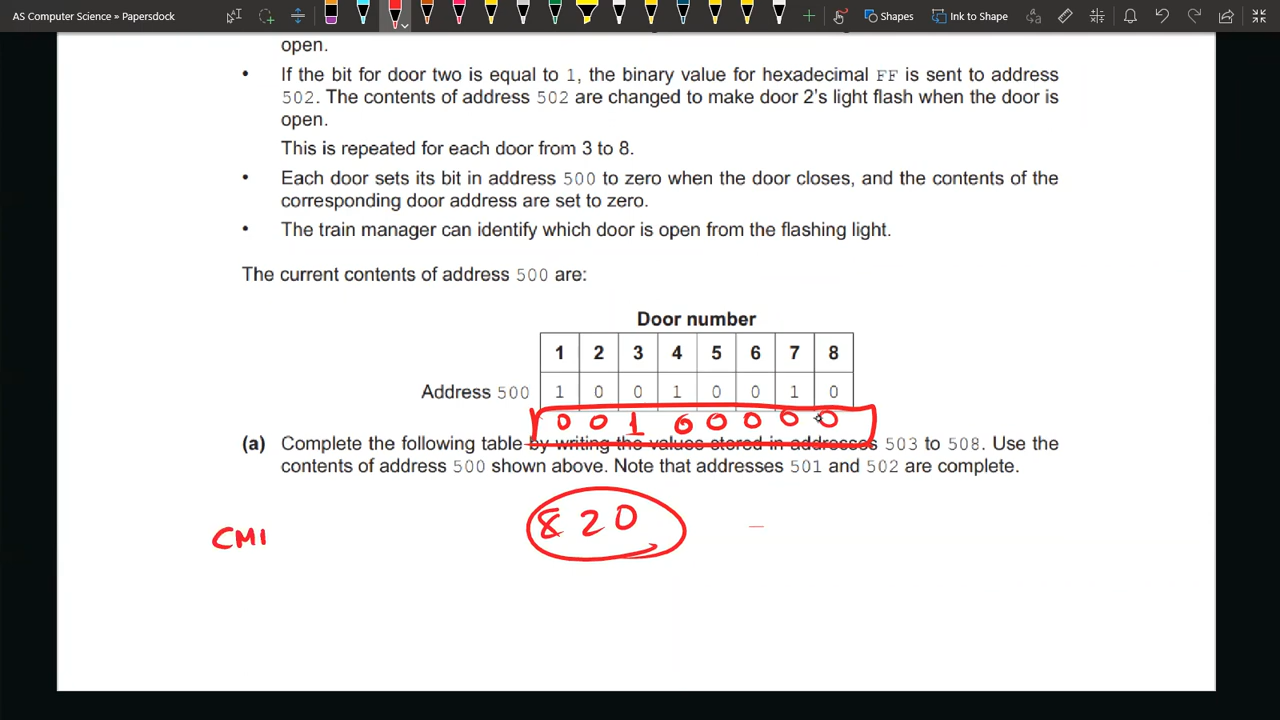 AS Computer Science » Papersdock
Shapes
Ink to Shape
open.
• If the bit for door two is equal to 1, the binary value for hexadecimal FF is sent to address
502. The contents of address 502 are changed to make door 2's light flash when the door is
open.
This is repeated for each door from 3 to 8.
• Each door sets its bit in address 500 to zero when the door closes, and the contents of the
corresponding door address are set to zero.
• The train manager can identify which door is open from the flashing light.
The current contents of address 500 are:
Door number
1 2 3 4 5 6 7 8
Address 500 1 0 0 1 0 0 1 0
0 0 1 0 0 0 0 0
(a) Complete the following table by writing the values stored in addresses 503 to 508. Use the
contents of address 500 shown above. Note that addresses 501 and 502 are complete.
820
CMI